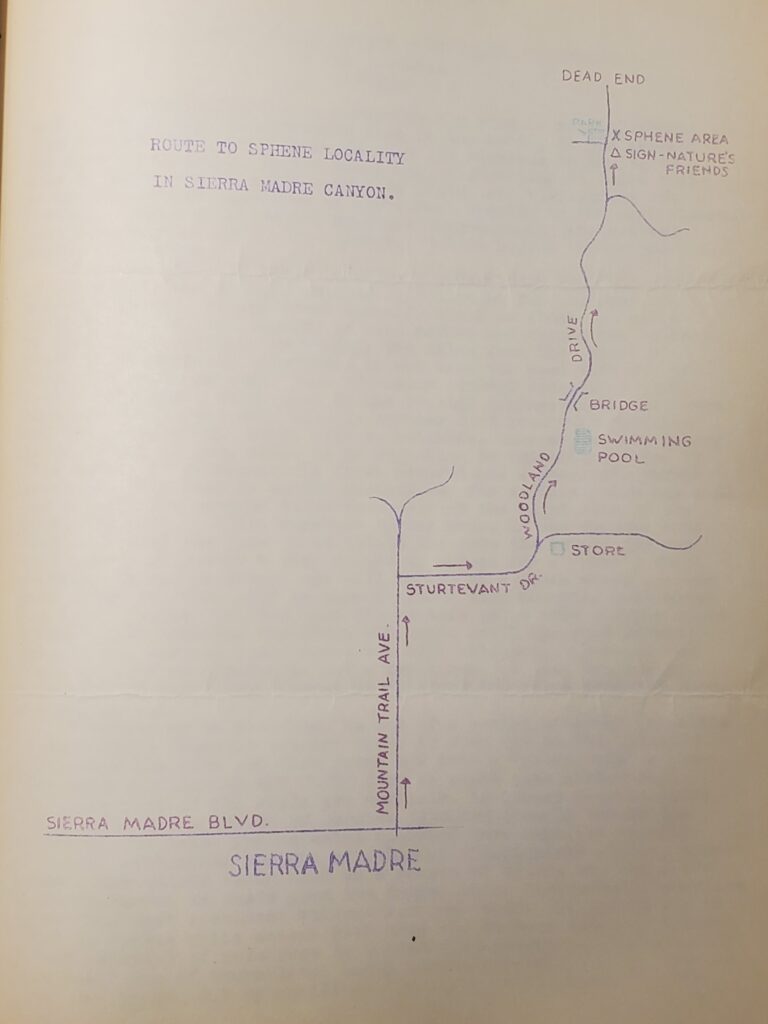 DEAD END
ROUTE TO SPHENE LOCALITY
IN SIERRA MADRE CANYON.
PARK
X SPHENE AREA
△ SIGN-NATURE'S
FRIENDS
DRIVE
BRIDGE
SWIMMING
POOL
WOODLAND
STORE
STURTEVANT DR.
MOUNTAIN TRAIL AVE.
SIERRA MADRE BLVD.
SIERRA MADRE